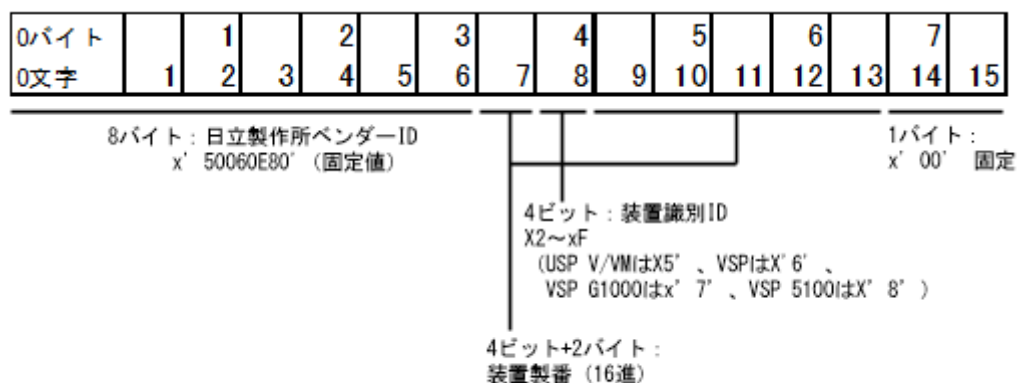 0バイト 1 2 3 4 5 6 7
0文字 1 2 3 4 5 6 7 8 9 10 11 12 13 14 15
8バイト：日立製作所ベンダーID
x’50060E80’（固定値）
1バイト：
x’00’ 固定
4ビット：装置識別ID
X2～xF
（USP V/VMはX5’、VSPはX’6’、
VSP G1000はx’7’、VSP 5100はX’8’）
4ビット+2バイト：
装置製番（16進）